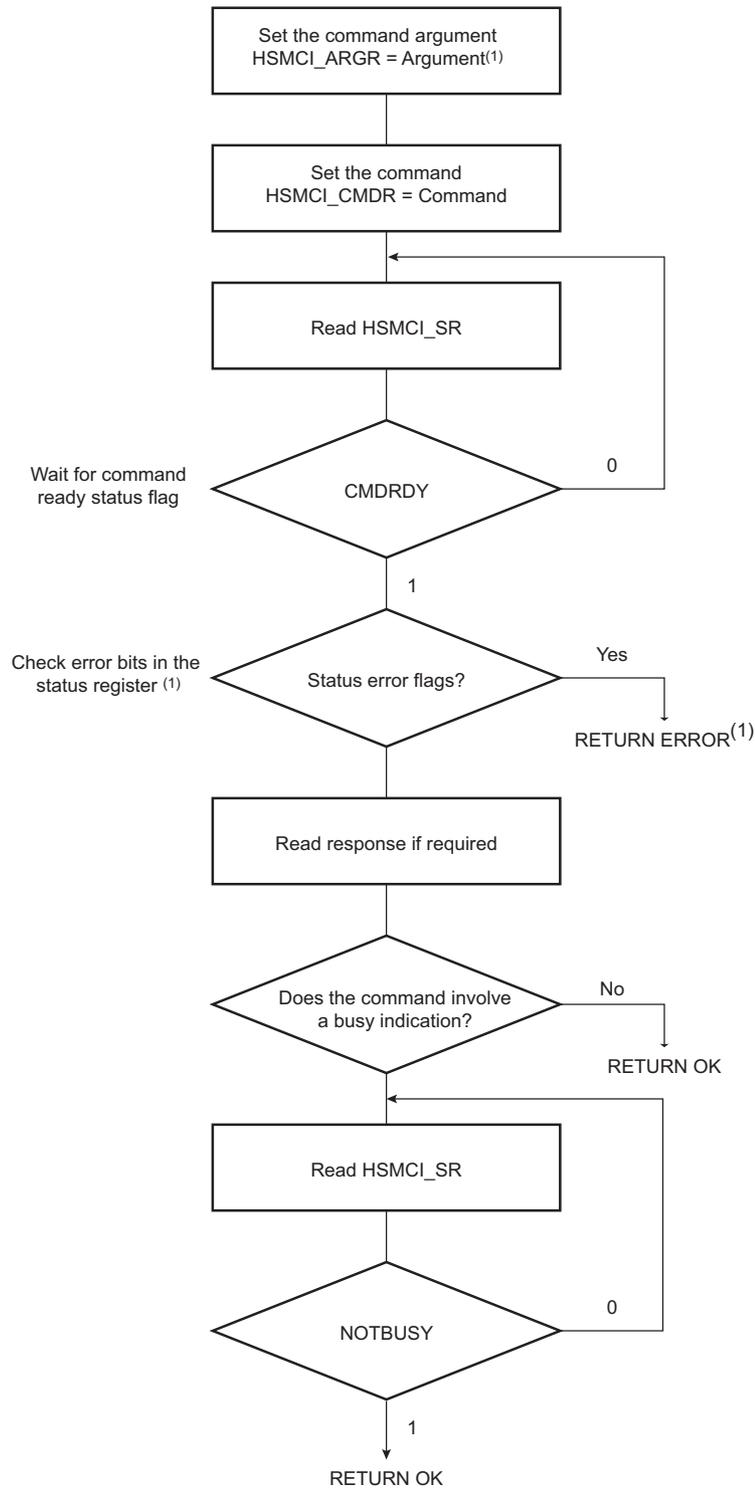 Set the command argument
HSMCI_ARGR = Argument(1)
Set the command
HSMCI_CMDR = Command
Read HSMCI_SR
Wait for command
ready status flag
CMDRDY
0
1
Check error bits in the
status register (1)
Status error flags?
Yes
RETURN ERROR(1)
Read response if required
Does the command involve
a busy indication?
No
RETURN OK
Read HSMCI_SR
NOTBUSY
0
1
RETURN OK